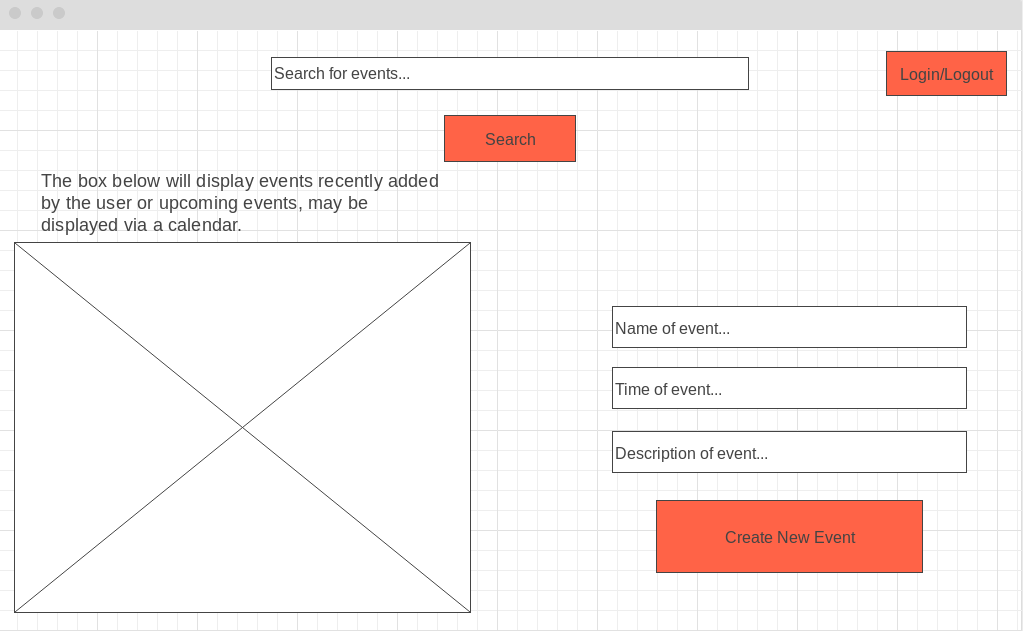 Search for events...
Login/Logout
Search
The box below will display events recently added
by the user or upcoming events, may be
displayed via a calendar.
Name of event...
Time of event...
Description of event...
Create New Event